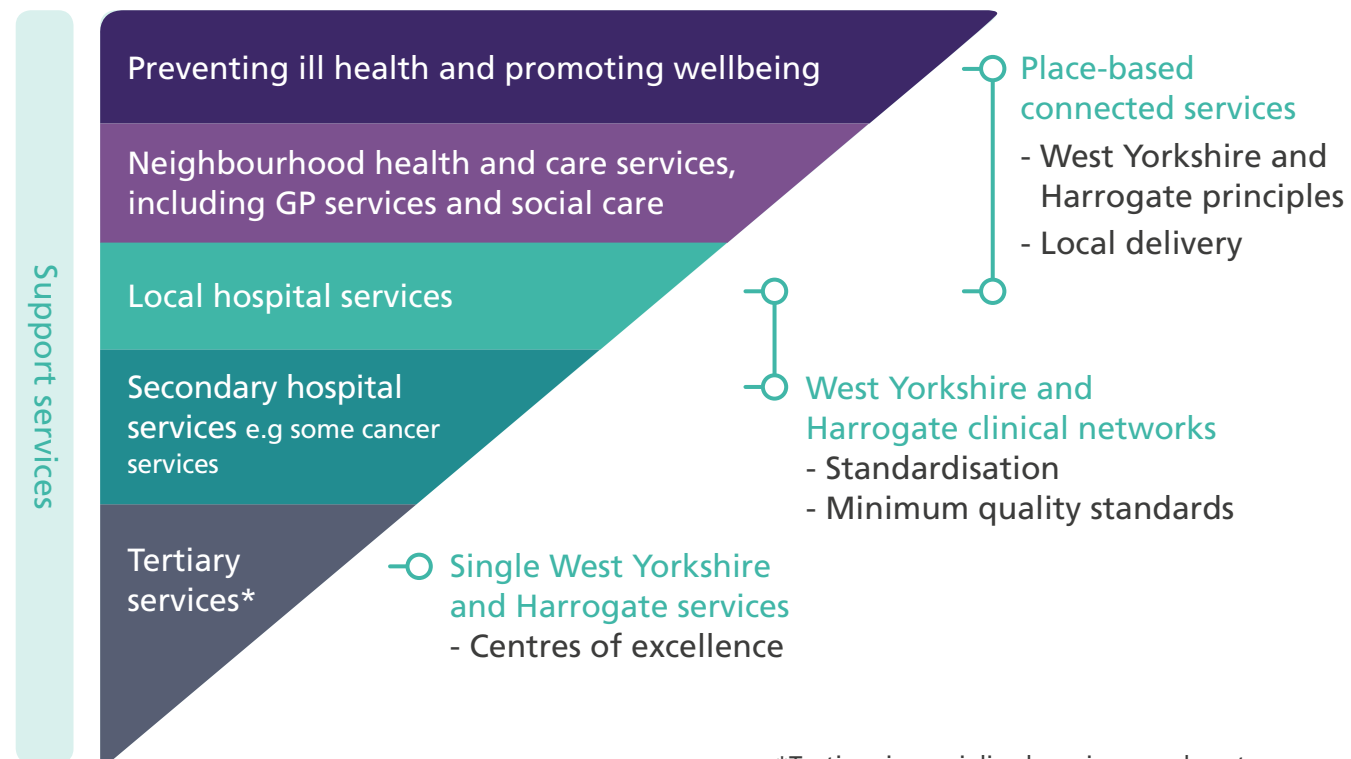 Support services
Preventing ill health and promoting wellbeing
Neighbourhood health and care services,
including GP services and social care
Local hospital services
Secondary hospital
services e.g some cancer
services
Tertiary
services*
Place-based
connected services
- West Yorkshire and
Harrogate principles
- Local delivery
West Yorkshire and
Harrogate clinical networks
- Standardisation
- Minimum quality standards
Single West Yorkshire
and Harrogate services
- Centres of excellence